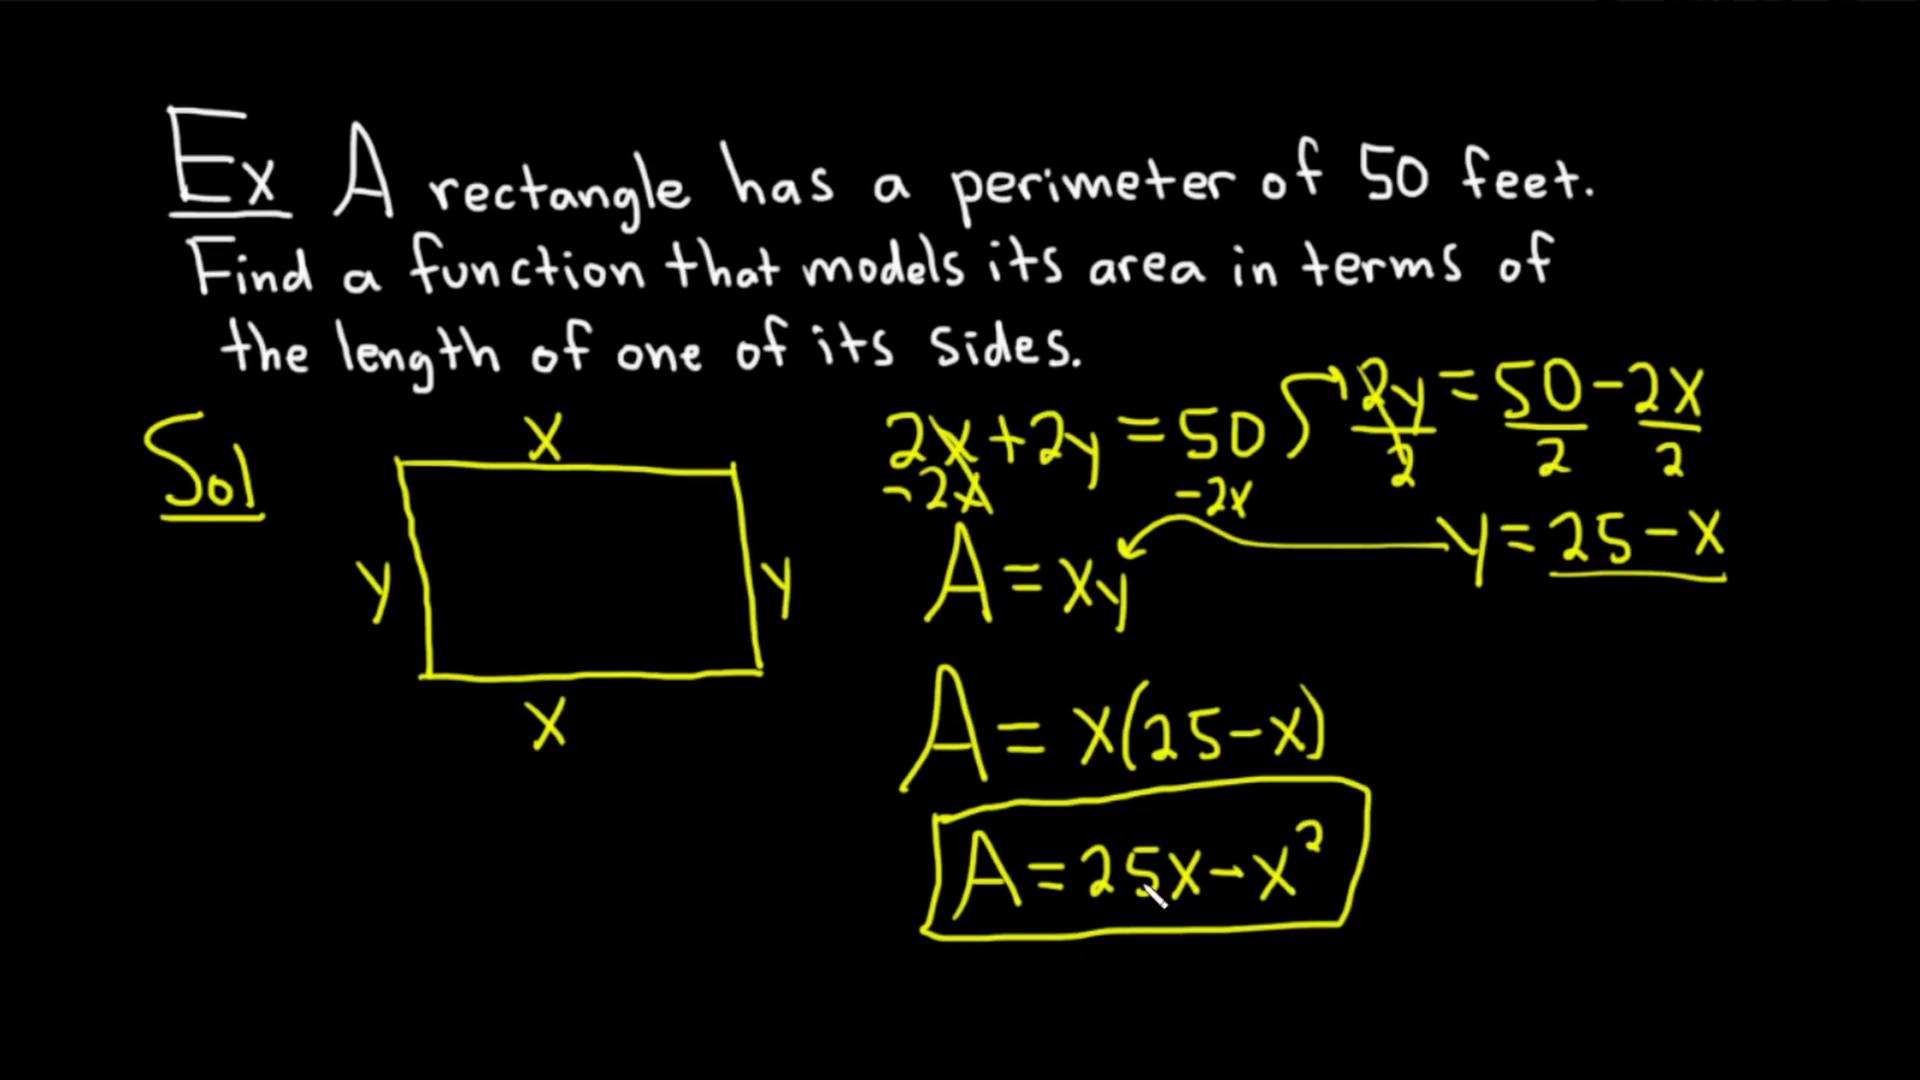 Ex A rectangle has a perimeter of 50 feet.
Find a function that models its area in terms of
the length of one of its sides.
Sol
x
y
y
x
2x+2y=50
-2x -2x
2y=50-2x
2 2 2
y=25-x
A=xy
A=x(25-x)
A=25x-x²